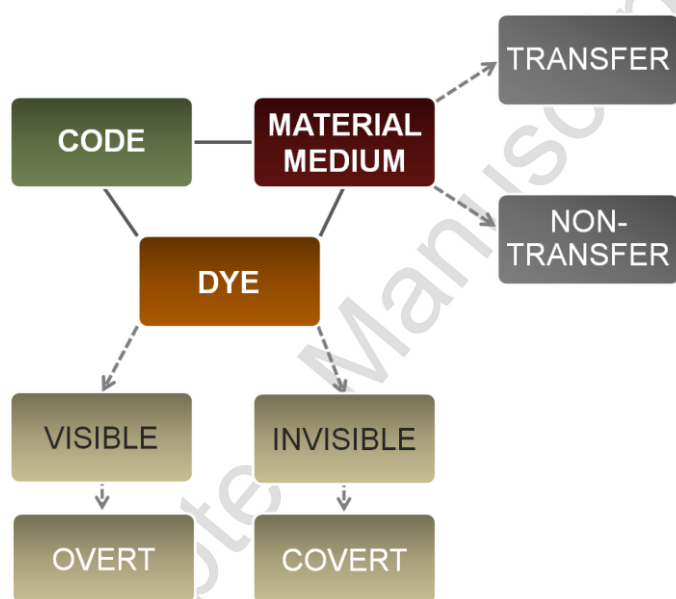 TRANSFER
CODE
MATERIAL
MEDIUM
NON-
TRANSFER
DYE
VISIBLE
INVISIBLE
OVERT
COVERT